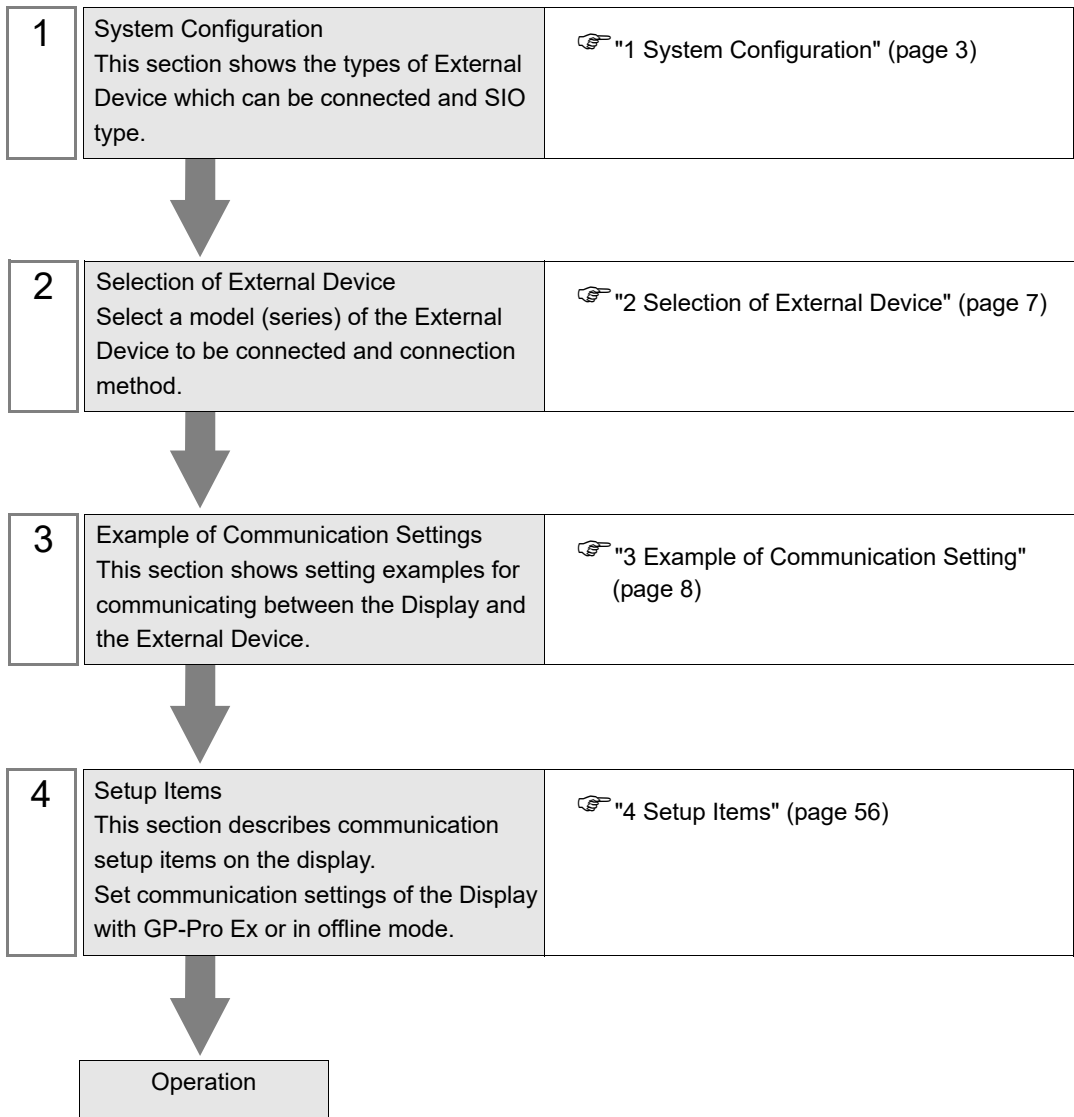 1
System Configuration
This section shows the types of External
Device which can be connected and SIO
type.
"1 System Configuration" (page 3)
2
Selection of External Device
Select a model (series) of the External
Device to be connected and connection
method.
"2 Selection of External Device" (page 7)
3
Example of Communication Settings
This section shows setting examples for
communicating between the Display and
the External Device.
"3 Example of Communication Setting"
(page 8)
4
Setup Items
This section describes communication
setup items on the display.
Set communication settings of the Display
with GP-Pro Ex or in offline mode.
"4 Setup Items" (page 56)
Operation